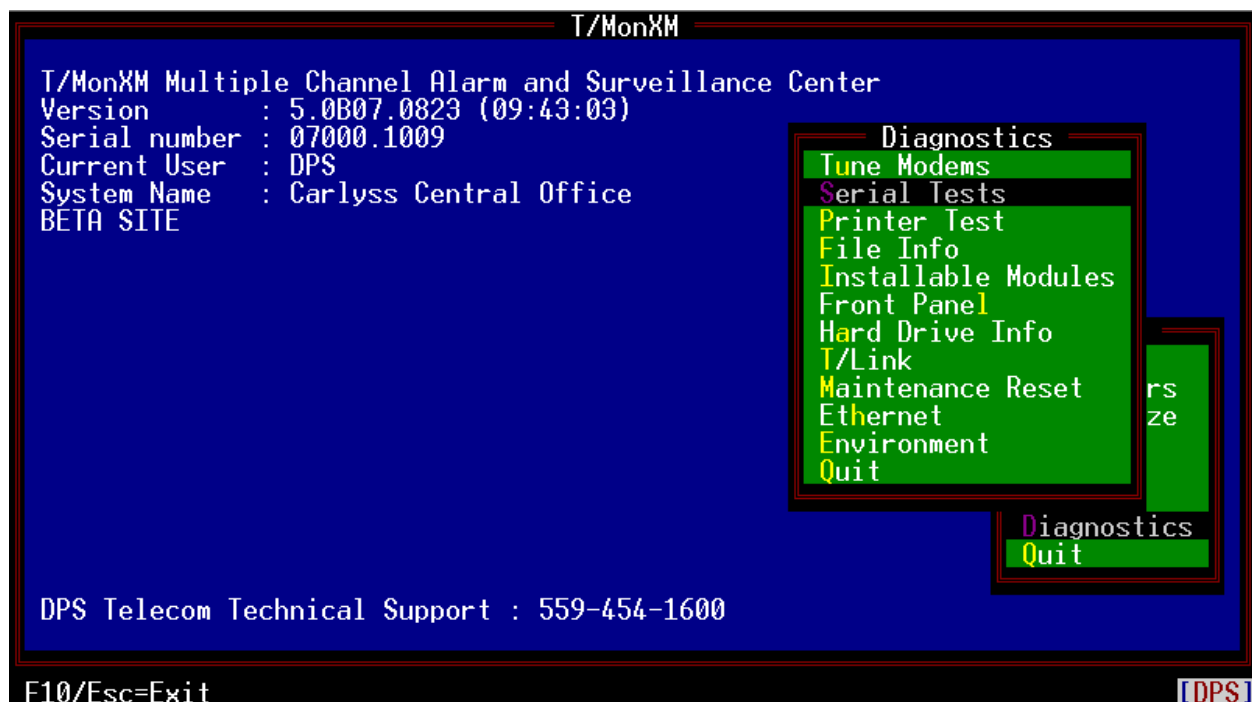 T/MonXM
T/MonXM Multiple Channel Alarm and Surveillance Center
Version : 5.0B07.0823 (09:43:03)
Serial number : 07000.1009
Current User : DPS
System Name : Carlyss Central Office
BETA SITE
Diagnostics
Tune Modems
Serial Tests
Printer Test
File Info
Installable Modules
Front Panel
Hard Drive Info
T/Link
Maintenance Reset
Ethernet
Environment
Quit
rs
ze
Diagnostics
Quit
DPS Telecom Technical Support : 559-454-1600
F10/Esc=Exit
[DPS]